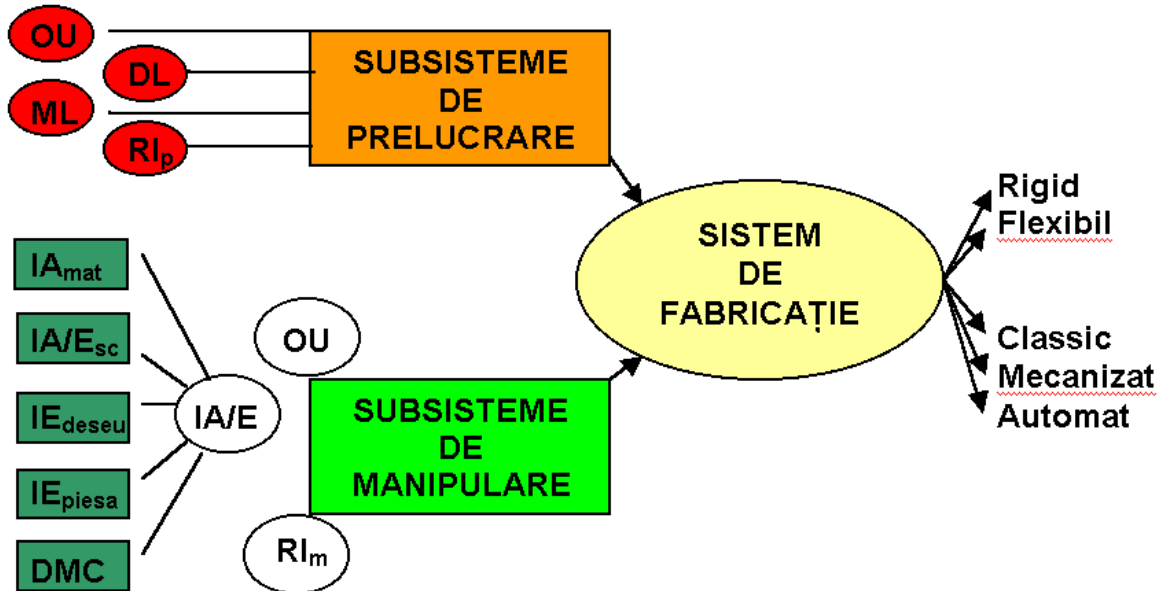 OU
DL
ML
RIp
SUBSISTEME
DE
PRELUCRARE
SISTEM
DE
FABRICAȚIE
Rigid
Flexibil
Classic
Mecanizat
Automat
IAmat
IA/Esc
IEdeseu
IEpiesa
DMC
IA/E
OU
SUBSISTEME
DE
MANIPULARE
RIm